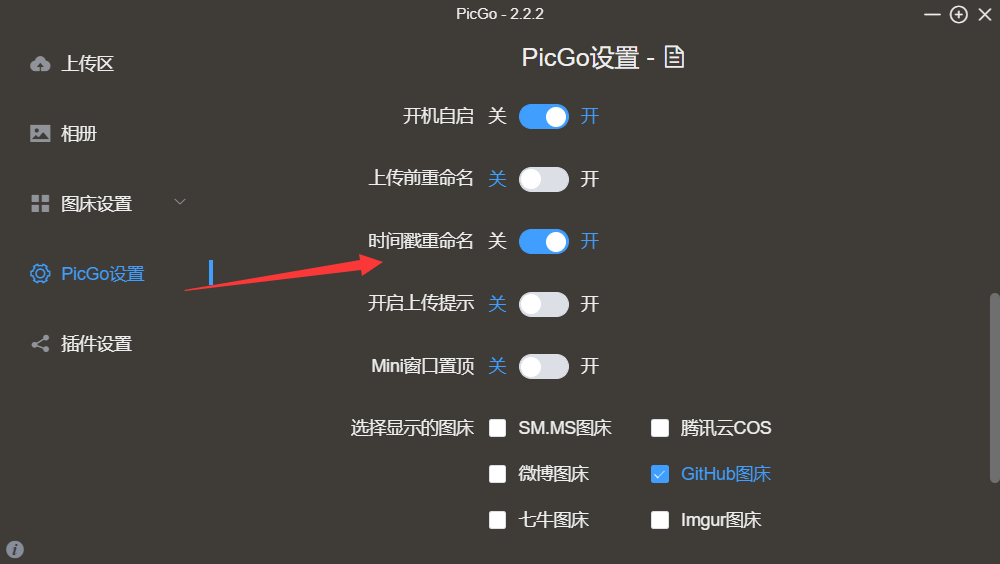 PicGo - 2.2.2
上传区
相册
图床设置
PicGo设置
插件设置
PicGo设置 -
开机自启 关 开
上传前重命名 关 开
时间戳重命名 关 开
开启上传提示 关 开
Mini窗口置顶 关 开
选择显示的图床 SM.MS图床 腾讯云COS
微博图床 GitHub图床
七牛图床 Imgur图床